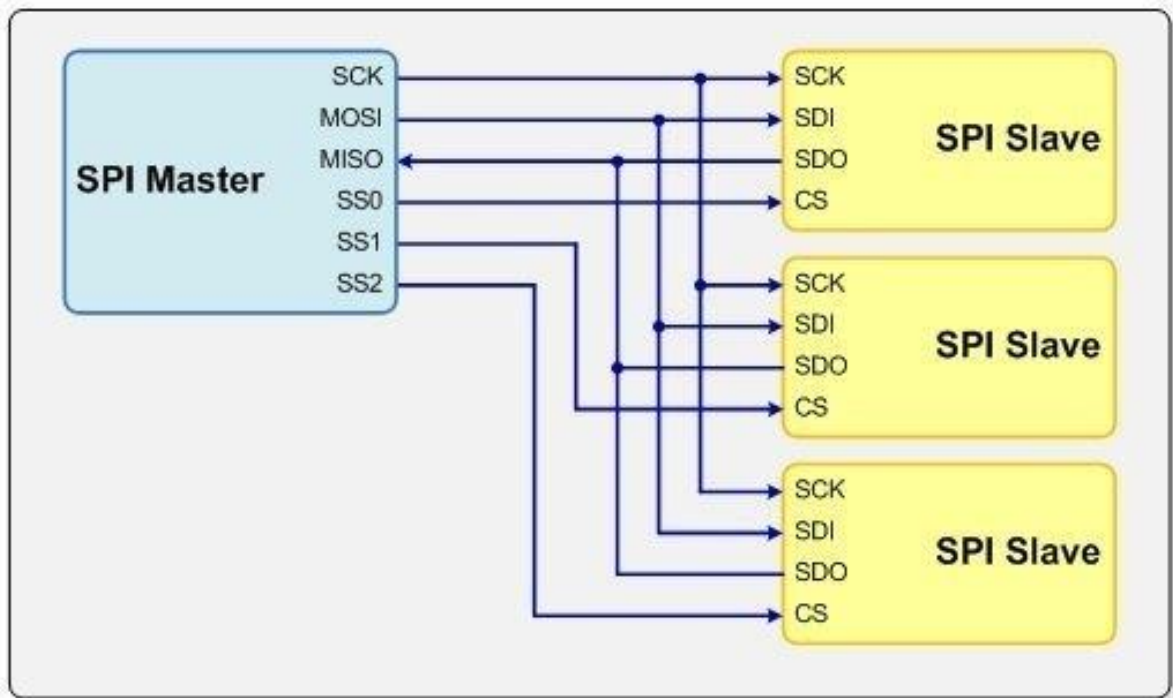 SPI Master
SCK
MOSI
MISO
SS0
SS1
SS2
SCK
SDI
SDO
CS
SPI Slave
SCK
SDI
SDO
CS
SPI Slave
SCK
SDI
SDO
CS
SPI Slave